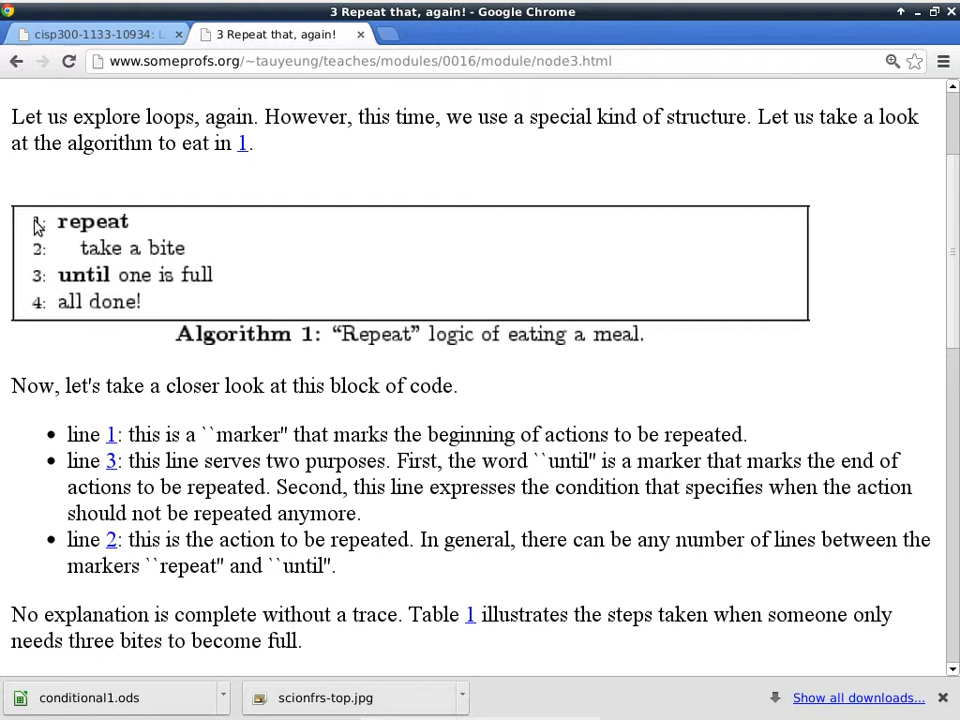 3 Repeat that, again! - Google Chrome
cisp300-1133-10934: L
3 Repeat that, again!
www.someprofs.org/~tauyeung/teaches/modules/0016/module/node3.html
Let us explore loops, again. However, this time, we use a special kind of structure. Let us take a look
at the algorithm to eat in 1.
1: repeat
2: take a bite
3: until one is full
4: all done!
Algorithm 1: “Repeat” logic of eating a meal.
Now, let's take a closer look at this block of code.
• line 1: this is a ``marker'' that marks the beginning of actions to be repeated.
• line 3: this line serves two purposes. First, the word ``until'' is a marker that marks the end of
actions to be repeated. Second, this line expresses the condition that specifies when the action
should not be repeated anymore.
• line 2: this is the action to be repeated. In general, there can be any number of lines between the
markers ``repeat'' and ``until''.
No explanation is complete without a trace. Table 1 illustrates the steps taken when someone only
needs three bites to become full.
conditional1.ods
scionfrs-top.jpg
Show all downloads...